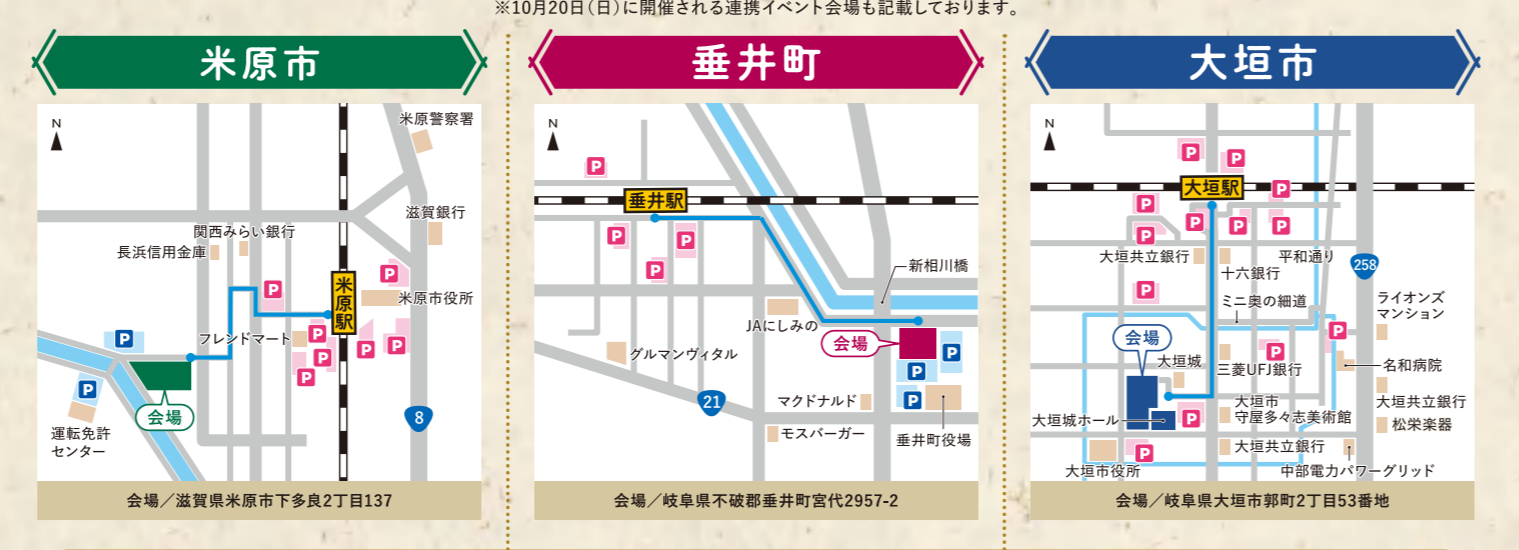 ※10月20日(日)に開催される連携イベント会場も記載しております。
米原市
N
米原警察署
滋賀銀行
関西みらい銀行
長浜信用金庫
P
米原駅
P
米原市役所
フレンドマート
P
P
P
P
P
P
P
会場
運転免許
センター
8
会場/滋賀県米原市下多良2丁目137
垂井町
N
P
垂井駅
P
P
P
新相川橋
JAにしみの
会場
グルマンヴィタル
P
P
P
21
マクドナルド
モスバーガー
垂井町役場
会場/岐阜県不破郡垂井町宮代2957-2
大垣市
N
P
P
大垣駅
P
P
P
P
P
P
大垣共立銀行
十六銀行
平和通り
258
P
ミニ奥の細道
ライオンズ
マンション
会場
P
大垣城
三菱UFJ銀行
P
名和病院
大垣城ホール
P
大垣市
守屋多々志美術館
大垣共立銀行
松栄楽器
P
大垣共立銀行
大垣市役所
中部電力パワーグリッド
会場/岐阜県大垣市郭町2丁目53番地